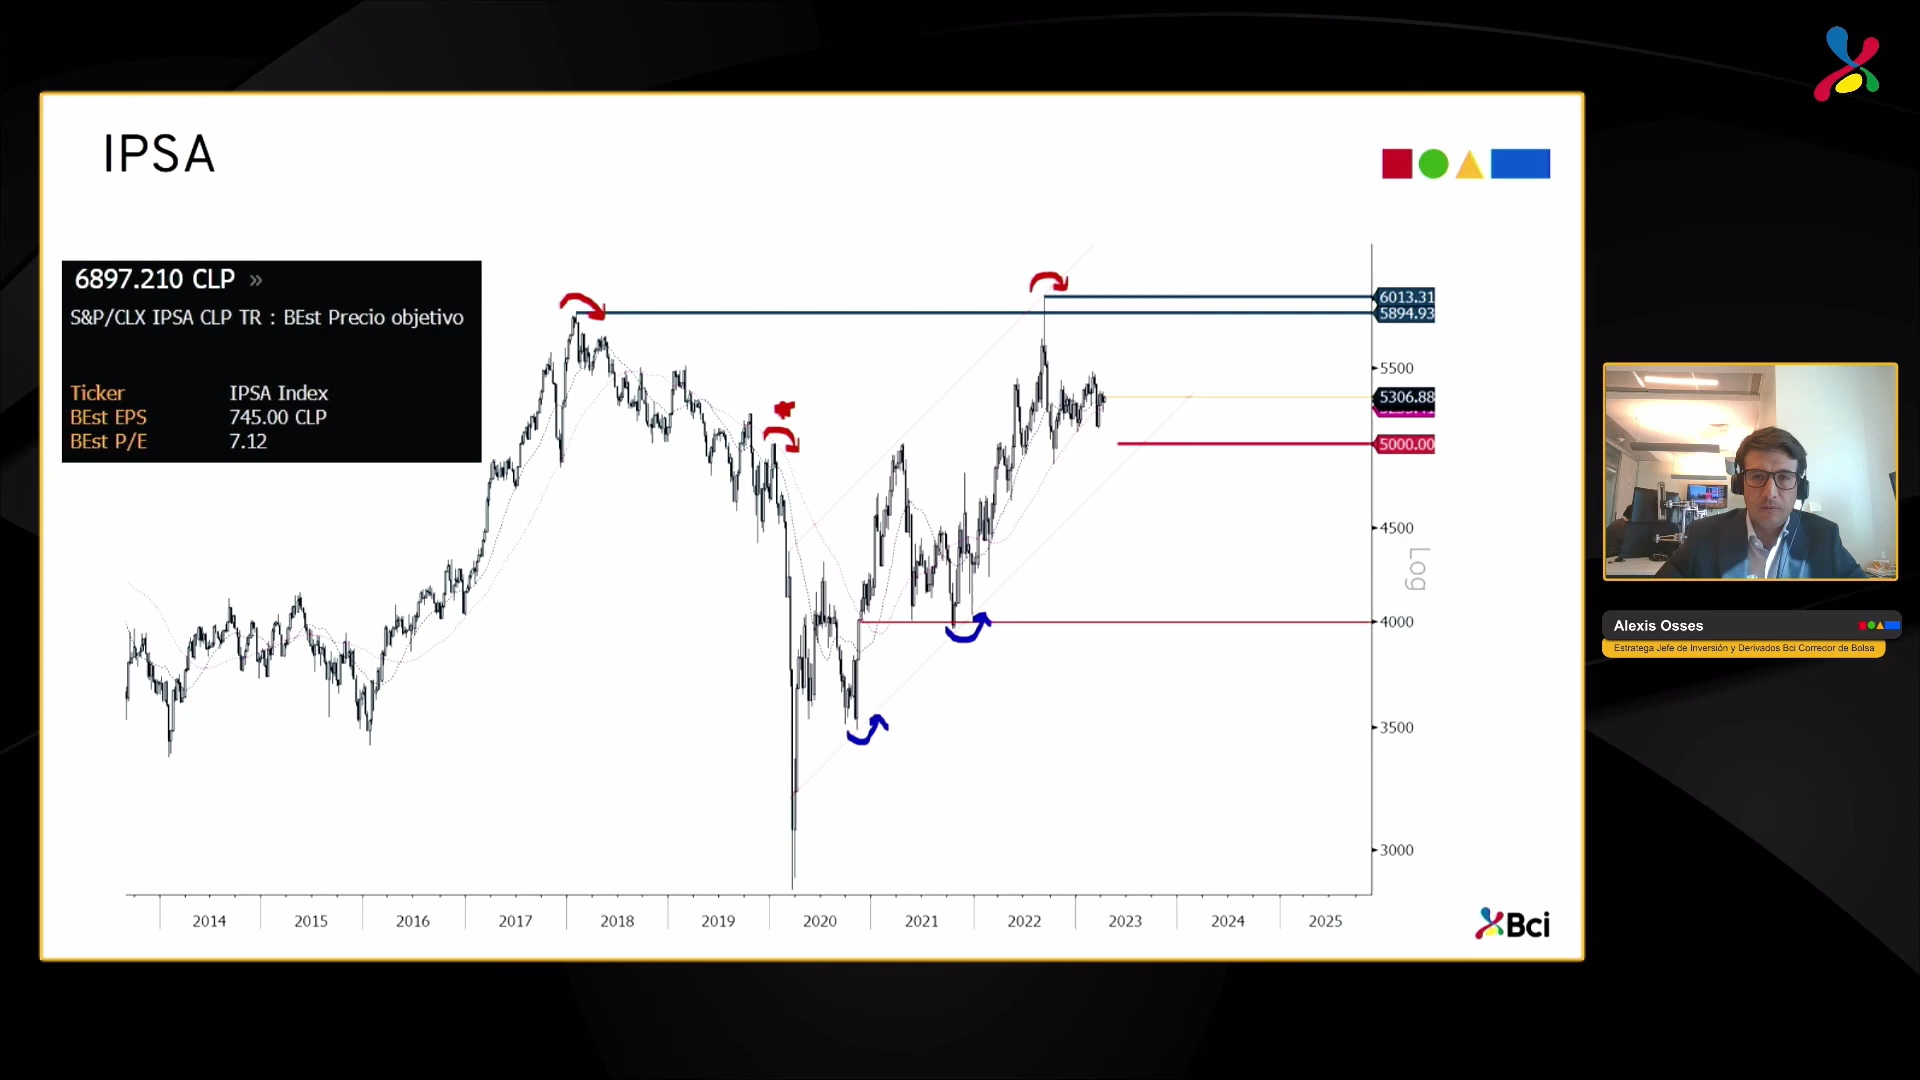 IPSA
6897.210 CLP »
S&P/CLX IPSA CLP TR : BEst Precio objetivo
Ticker IPSA Index
BEst EPS 745.00 CLP
BEst P/E 7.12
6013.31
5894.93
5500
5306.88
5000.00
4500
Log
4000
3500
3000
2014 2015 2016 2017 2018 2019 2020 2021 2022 2023 2024 2025
Bci
Alexis Osses
Estratega Jefe de Inversión y Derivados Bci Corredor de Bolsa